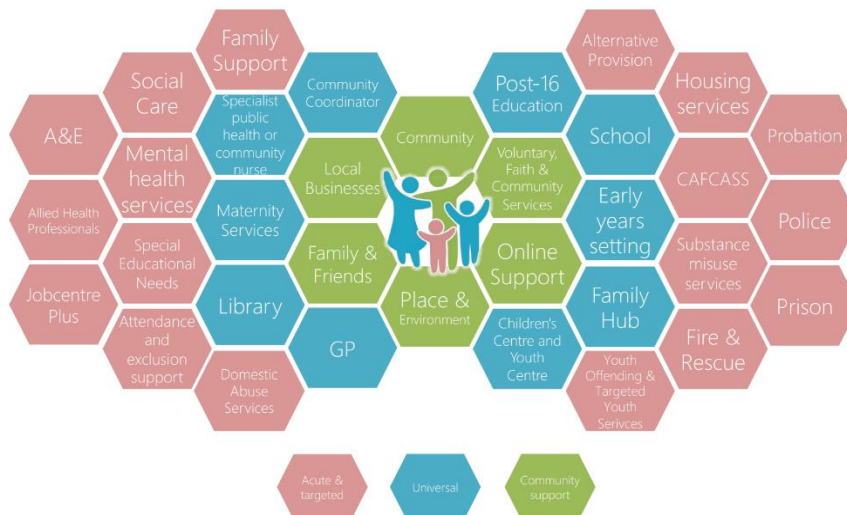 Family
Support
Social
Care
A&E
Mental
health
services
Allied Health
Professionals
Special
Educational
Needs
Jobcentre
Plus
Attendance
and
exclusion
support
Domestic
Abuse
Services
Community
Coordinator
Specialist
public
health or
community
nurse
Maternity
Services
Library
GP
Community
Local
Businesses
Family &
Friends
Place &
Environment
Voluntary,
Faith &
Community
Services
Online
Support
Post-16
Education
School
Early
years
setting
Family
Hub
Children's
Centre and
Youth
Centre
Alternative
Provision
Housing
services
Probation
CAFCASS
Police
Substance
misuse
services
Prison
Fire &
Rescue
Youth
Offending &
Targeted
Youth
Serivces
Acute &
targeted
Universal
Community
support